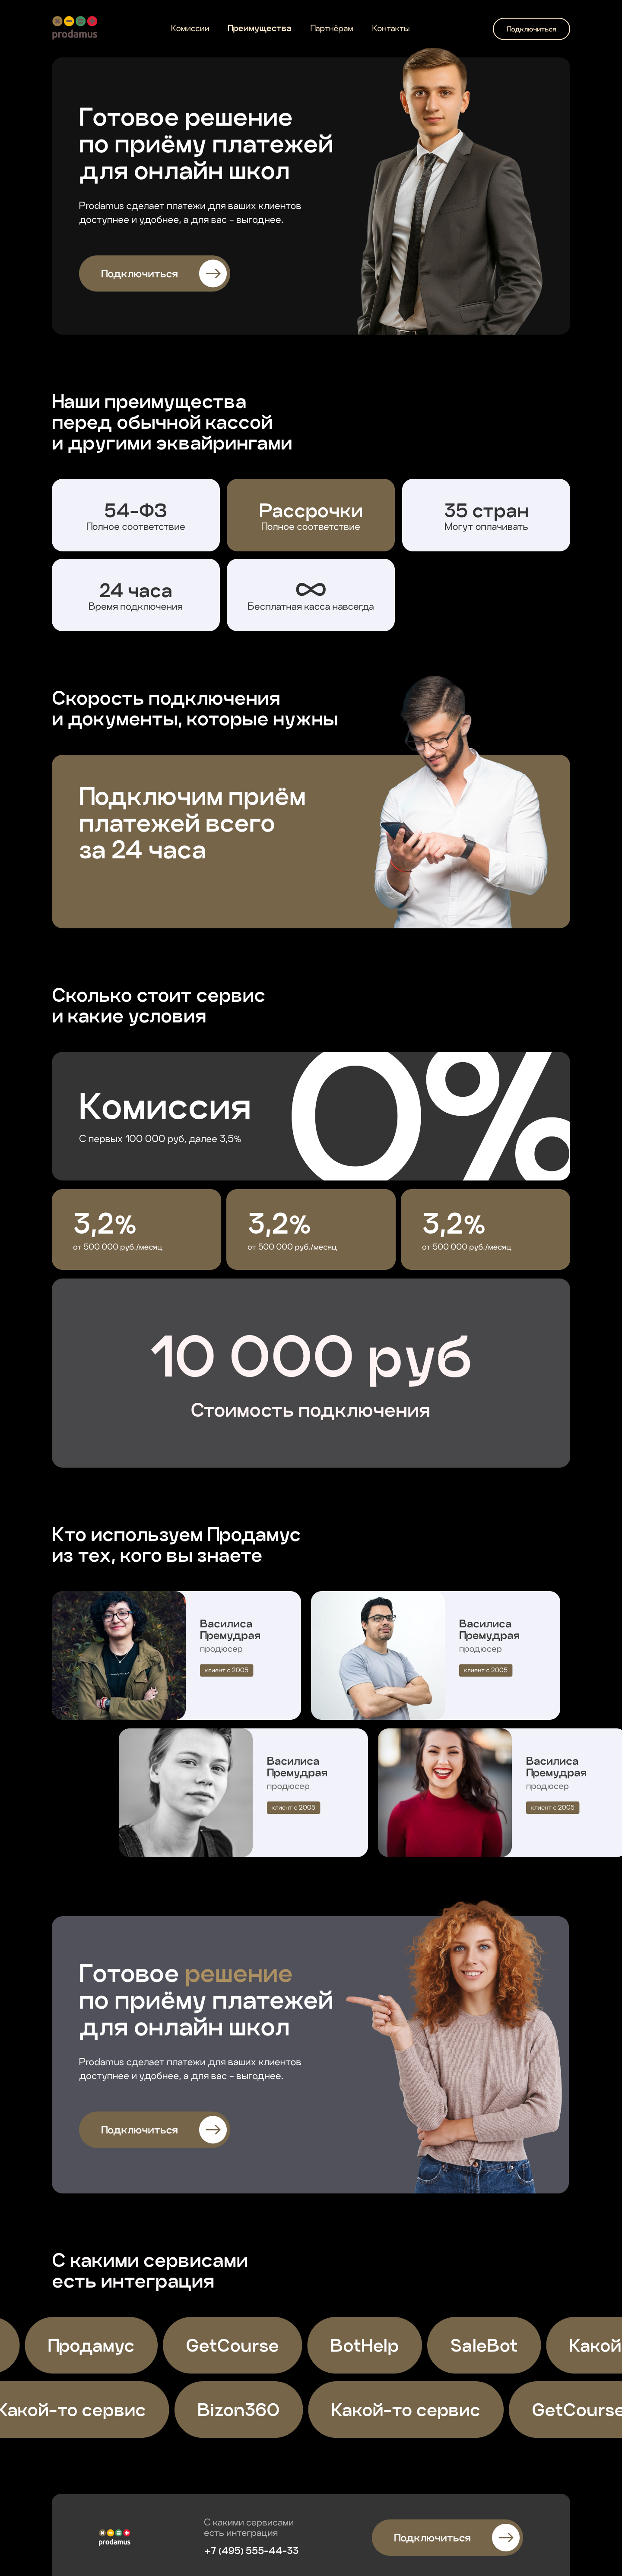 prodamus
Комиссии
Преимущества
Партнёрам
Контакты
Подключиться
Готовое решение
по приёму платежей
для онлайн школ
Prodamus сделает платежи для ваших клиентов
доступнее и удобнее, а для вас - выгоднее.
Подключиться
Наши преимущества
перед обычной кассой
и другими эквайрингами
54-ФЗ
Полное соответствие
Рассрочки
Полное соответствие
35 стран
Могут оплачивать
24 часа
Время подключения
∞
Бесплатная касса навсегда
Скорость подключения
и документы, которые нужны
Подключим приём
платежей всего
за 24 часа
Сколько стоит сервис
и какие условия
Комиссия
С первых 100 000 руб, далее 3,5%
0%
3,2%
от 500 000 руб./месяц
3,2%
от 500 000 руб./месяц
3,2%
от 500 000 руб./месяц
10 000 руб
Стоимость подключения
Кто используем Продамус
из тех, кого вы знаете
Василиса
Премудрая
продюсер
клиент с 2005
Василиса
Премудрая
продюсер
клиент с 2005
Василиса
Премудрая
продюсер
клиент с 2005
Василиса
Премудрая
продюсер
клиент с 2005
Готовое решение
по приёму платежей
для онлайн школ
Prodamus сделает платежи для ваших клиентов
доступнее и удобнее, а для вас - выгоднее.
Подключиться
С какими сервисами
есть интеграция
Продамус
GetCourse
BotHelp
SaleBot
Какой
Какой-то сервис
Bizon360
Какой-то сервис
GetCourse
prodamus
С какими сервисами
есть интеграция
+7 (495) 555-44-33
Подключиться